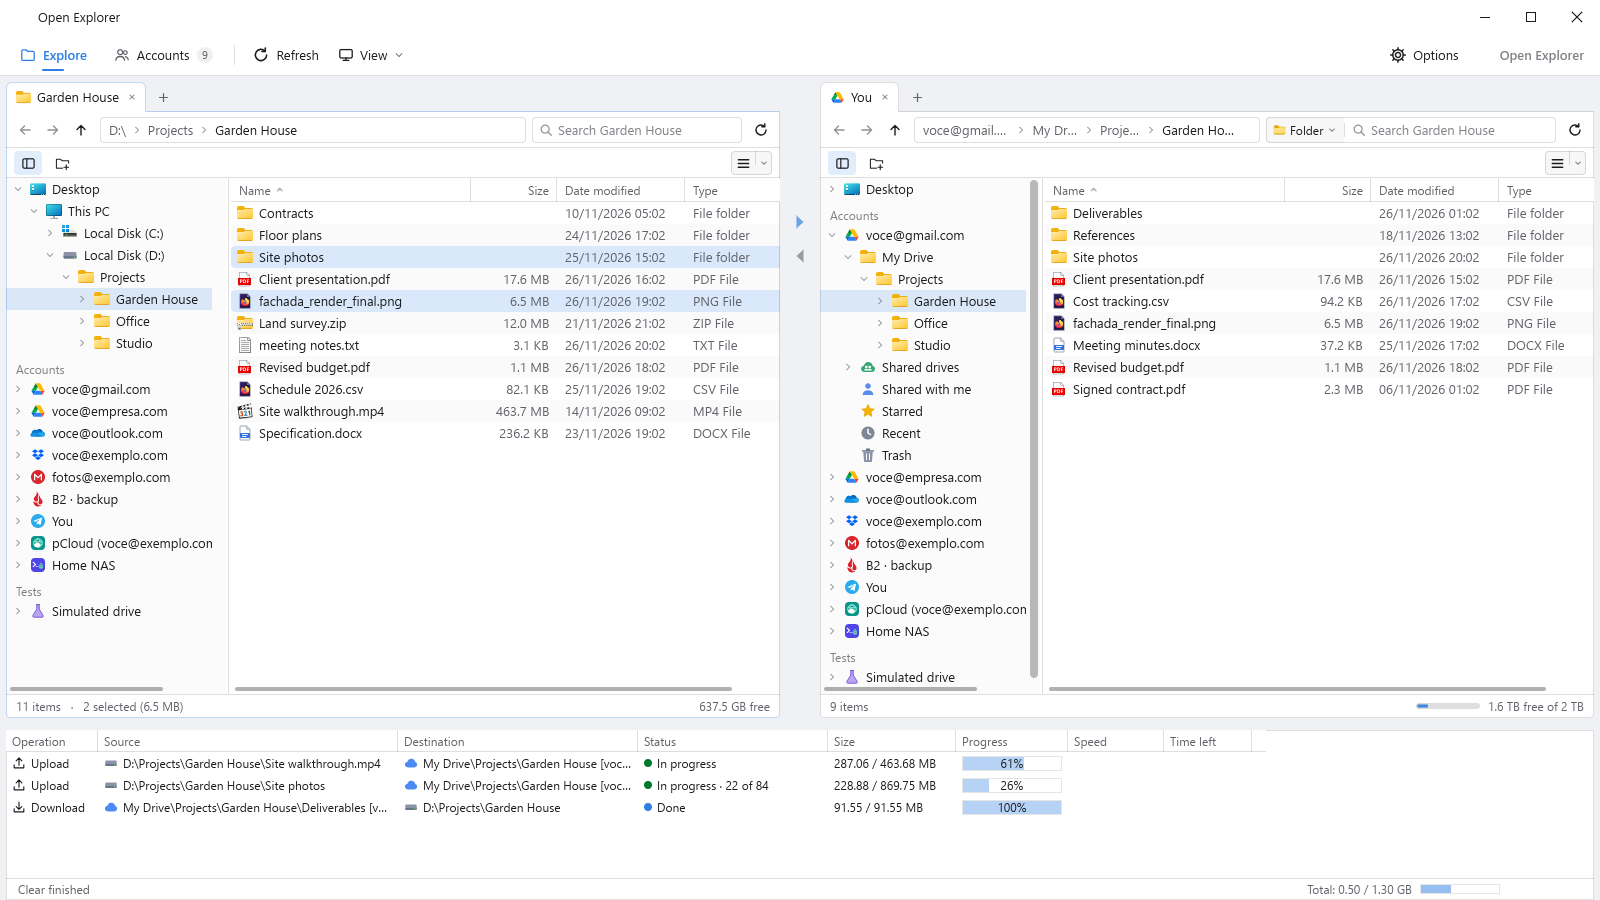 Open Explorer
Explore
Accounts 9
Refresh
View
Options
Open Explorer
Garden House
D:\ Projects Garden House
Search Garden House
Desktop
This PC
Local Disk (C:)
Local Disk (D:)
Projects
Garden House
Office
Studio
Accounts
voce@gmail.com
voce@empresa.com
voce@outlook.com
voce@exemplo.com
fotos@exemplo.com
B2 · backup
You
pCloud (voce@exemplo.con
Home NAS
Tests
Simulated drive
Name Size Date modified Type
Contracts 10/11/2026 05:02 File folder
Floor plans 24/11/2026 17:02 File folder
Site photos 25/11/2026 15:02 File folder
Client presentation.pdf 17.6 MB 26/11/2026 16:02 PDF File
fachada_render_final.png 6.5 MB 26/11/2026 19:02 PNG File
Land survey.zip 12.0 MB 21/11/2026 21:02 ZIP File
meeting notes.txt 3.1 KB 26/11/2026 20:02 TXT File
Revised budget.pdf 1.1 MB 26/11/2026 18:02 PDF File
Schedule 2026.csv 82.1 KB 25/11/2026 19:02 CSV File
Site walkthrough.mp4 463.7 MB 14/11/2026 09:02 MP4 File
Specification.docx 236.2 KB 23/11/2026 19:02 DOCX File
11 items · 2 selected (6.5 MB) 637.5 GB free
You
voce@gmail.... My Dr... Proje... Garden Ho...
Folder
Search Garden House
Desktop
Accounts
voce@gmail.com
My Drive
Projects
Garden House
Office
Studio
Shared drives
Shared with me
Starred
Recent
Trash
voce@empresa.com
voce@outlook.com
voce@exemplo.com
fotos@exemplo.com
B2 · backup
You
pCloud (voce@exemplo.con
Home NAS
Tests
Simulated drive
Name Size Date modified Type
Deliverables 26/11/2026 01:02 File folder
References 18/11/2026 13:02 File folder
Site photos 26/11/2026 20:02 File folder
Client presentation.pdf 17.6 MB 26/11/2026 15:02 PDF File
Cost tracking.csv 94.2 KB 26/11/2026 17:02 CSV File
fachada_render_final.png 6.5 MB 26/11/2026 19:02 PNG File
Meeting minutes.docx 37.2 KB 25/11/2026 17:02 DOCX File
Revised budget.pdf 1.1 MB 26/11/2026 18:02 PDF File
Signed contract.pdf 2.3 MB 06/11/2026 01:02 PDF File
9 items 1.6 TB free of 2 TB
Operation Source Destination Status Size Progress Speed Time left
Upload D:\Projects\Garden House\Site walkthrough.mp4 My Drive\Projects\Garden House [voc... In progress 287.06 / 463.68 MB 61%
Upload D:\Projects\Garden House\Site photos My Drive\Projects\Garden House [voc... In progress · 22 of 84 228.88 / 869.75 MB 26%
Download My Drive\Projects\Garden House\Deliverables [v... D:\Projects\Garden House Done 91.55 / 91.55 MB 100%
Clear finished Total: 0.50 / 1.30 GB